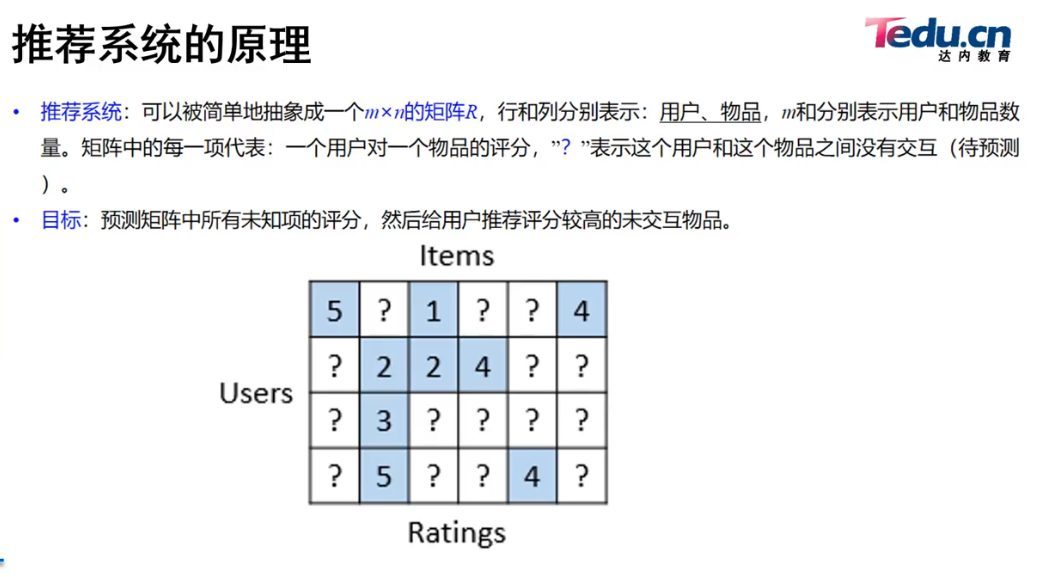 推荐系统的原理
Tedu.cn
达内教育
• 推荐系统：可以被简单地抽象成一个m×n的矩阵R，行和列分别表示：用户、物品，m和分别表示用户和物品数
量。矩阵中的每一项代表：一个用户对一个物品的评分，”？”表示这个用户和这个物品之间没有交互（待预测
）。
• 目标：预测矩阵中所有未知项的评分，然后给用户推荐评分较高的未交互物品。
Items
5 ? 1 ? ? 4
? 2 2 4 ? ?
Users
? 3 ? ? ? ?
? 5 ? ? 4 ?
Ratings